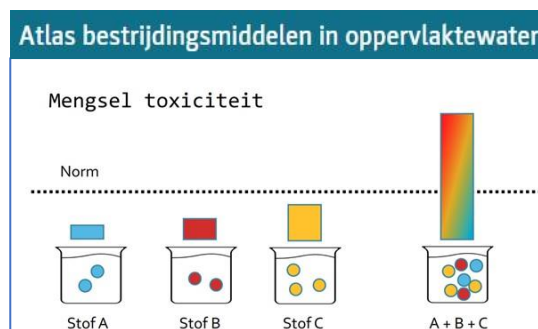 Atlas bestrijdingsmiddelen in oppervlaktewater
Mengsel toxiciteit
Norm
Stof A
Stof B
Stof C
A + B + C